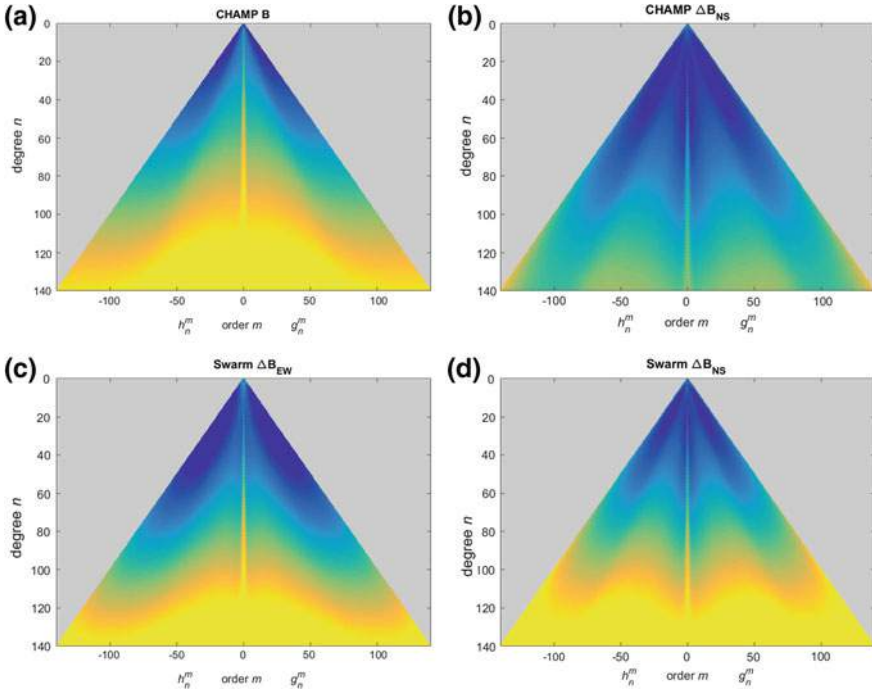 (a)
CHAMP B
0
20
40
60
80
100
120
140
degree n
-100 -50 0 50 100
h_n^m order m g_n^m
(b)
CHAMP ΔB_NS
0
20
40
60
80
100
120
140
degree n
-100 -50 0 50 100
h_n^m order m g_n^m
(c)
Swarm ΔB_EW
0
20
40
60
80
100
120
140
degree n
-100 -50 0 50 100
h_n^m order m g_n^m
(d)
Swarm ΔB_NS
0
20
40
60
80
100
120
140
degree n
-100 -50 0 50 100
h_n^m order m g_n^m